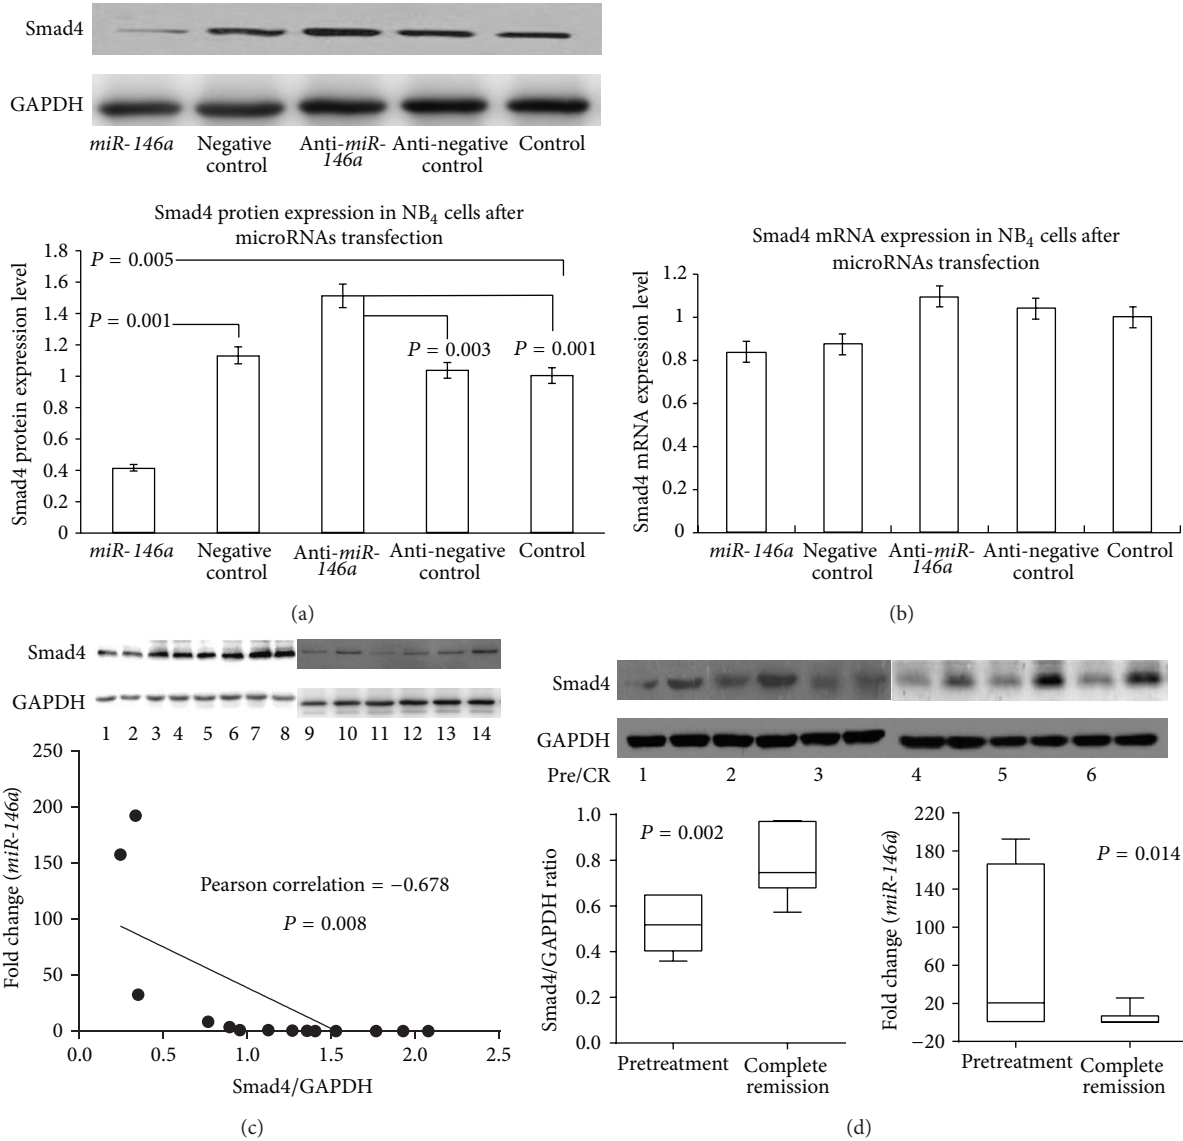 Smad4
GAPDH
miR-146a
Negative
control
Anti-miR-
146a
Anti-negative
control
Control
Smad4 protien expression in NB4 cells after
microRNAs transfection
Smad4 protein expression level
1.8
1.6
1.4
1.2
1
0.8
0.6
0.4
0.2
0
P = 0.005
P = 0.001
P = 0.003
P = 0.001
miR-146a
Negative
control
Anti-miR-
146a
Anti-negative
control
Control
(a)
Smad4 mRNA expression in NB4 cells after
microRNAs transfection
Smad4 mRNA expression level
1.2
1
0.8
0.6
0.4
0.2
0
miR-146a
Negative
control
Anti-miR-
146a
Anti-negative
control
Control
(b)
Smad4
GAPDH
1 2 3 4 5 6 7 8 9 10 11 12 13 14
Fold change (miR-146a)
250
200
150
100
50
0
Pearson correlation = −0.678
P = 0.008
0.0 0.5 1.0 1.5 2.0 2.5
Smad4/GAPDH
(c)
Smad4
GAPDH
Pre/CR 1 2 3 4 5 6
Smad4/GAPDH ratio
1.0
0.8
0.6
0.4
0.2
0.0
P = 0.002
Pretreatment
Complete
remission
Fold change (miR-146a)
220
180
140
100
60
20
−20
P = 0.014
Pretreatment
Complete
remission
(d)